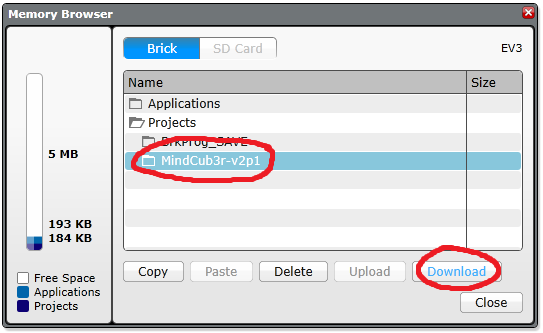 Memory Browser
Brick
SD Card
EV3
Name
Size
Applications
Projects
BrkProg_SAVE
MindCub3r-v2p1
5 MB
193 KB
184 KB
Free Space
Applications
Projects
Copy
Paste
Delete
Upload
Download
Close